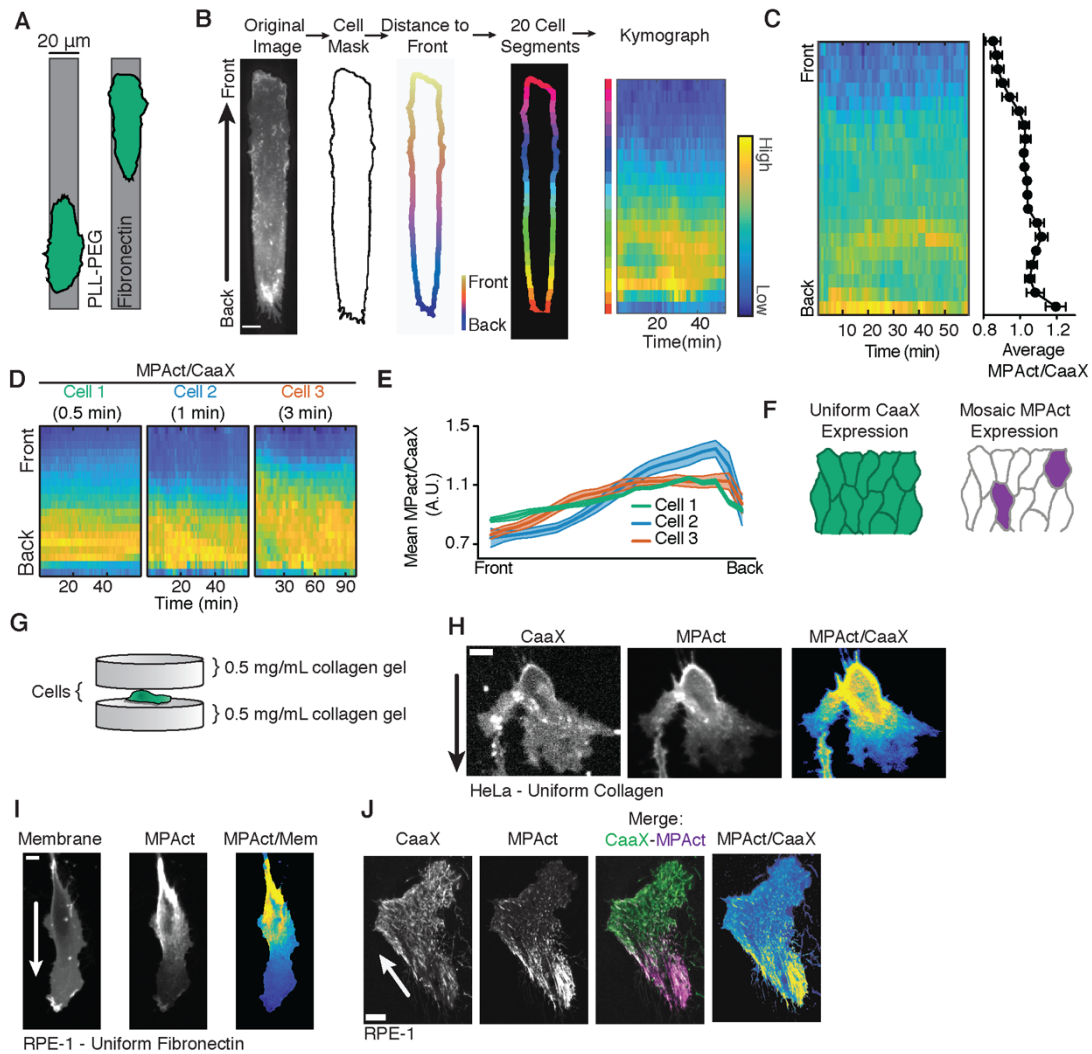 A
20 µm
PLL-PEG
Fibronectin
B
Original Image
Cell Mask
Distance to Front
20 Cell Segments
Kymograph
Front
Back
Front
Back
High
Low
20 40
Time(min)
C
Front
Back
10 20 30 40 50
Time (min)
0.8 1.0 1.2
Average
MPAct/CaaX
D
MPAct/CaaX
Cell 1 Cell 2 Cell 3
(0.5 min) (1 min) (3 min)
Front
Back
20 40 20 40 30 60 90
Time (min)
E
Mean MPact/CaaX
(A.U.)
1.5
1.1
0.7
Cell 1
Cell 2
Cell 3
Front Back
F
Uniform CaaX
Expression
Mosaic MPAct
Expression
G
Cells {
} 0.5 mg/mL collagen gel
} 0.5 mg/mL collagen gel
H
CaaX MPAct MPAct/CaaX
HeLa - Uniform Collagen
I
Membrane MPAct MPAct/Mem
RPE-1 - Uniform Fibronectin
J
Merge:
CaaX MPAct CaaX-MPAct MPAct/CaaX
RPE-1